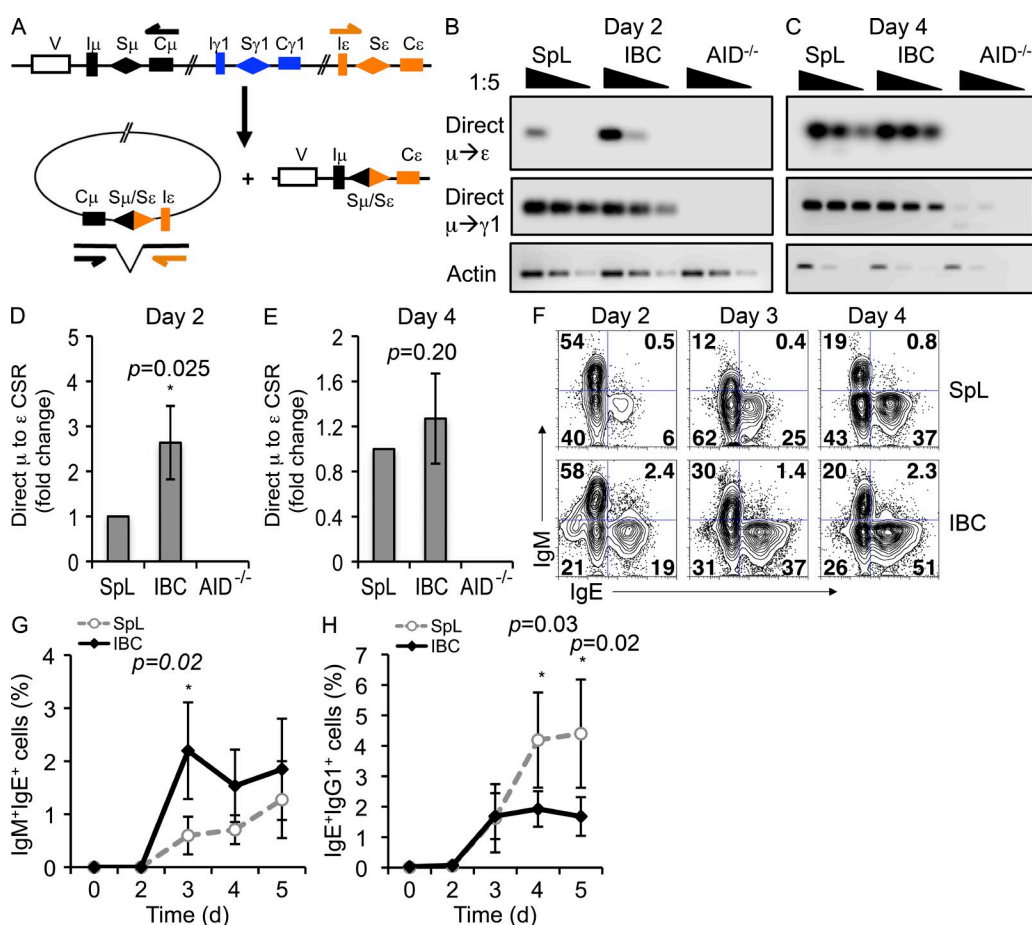 A
V Iμ Sμ Cμ Iγ1 Sγ1 Cγ1 Iε Sε Cε
Cμ Sμ/Sε Iε
+
V Iμ Cε
Sμ/Sε
B Day 2
SpL IBC AID-/-
1:5
Direct
μ→ε
Direct
μ→γ1
Actin
C Day 4
SpL IBC AID-/-
D Day 2
p=0.025
*
Direct μ to ε CSR
(fold change)
5
4
3
2
1
0
SpL IBC AID-/-
E Day 4
p=0.20
Direct μ to ε CSR
(fold change)
2
1.6
1.2
0.8
0.4
0
SpL IBC AID-/-
F Day 2 Day 3 Day 4
54 0.5 12 0.4 19 0.8
SpL
40 6 62 25 43 37
58 2.4 30 1.4 20 2.3
IBC
21 19 31 37 26 51
IgM
IgE
G
SpL
IBC
p=0.02
*
IgM+IgE+ cells (%)
4
3
2
1
0
0 2 3 4 5
Time (d)
H
SpL
IBC
p=0.03
p=0.02
* *
IgE+IgG1+ cells (%)
7
6
5
4
3
2
1
0
0 2 3 4 5
Time (d)